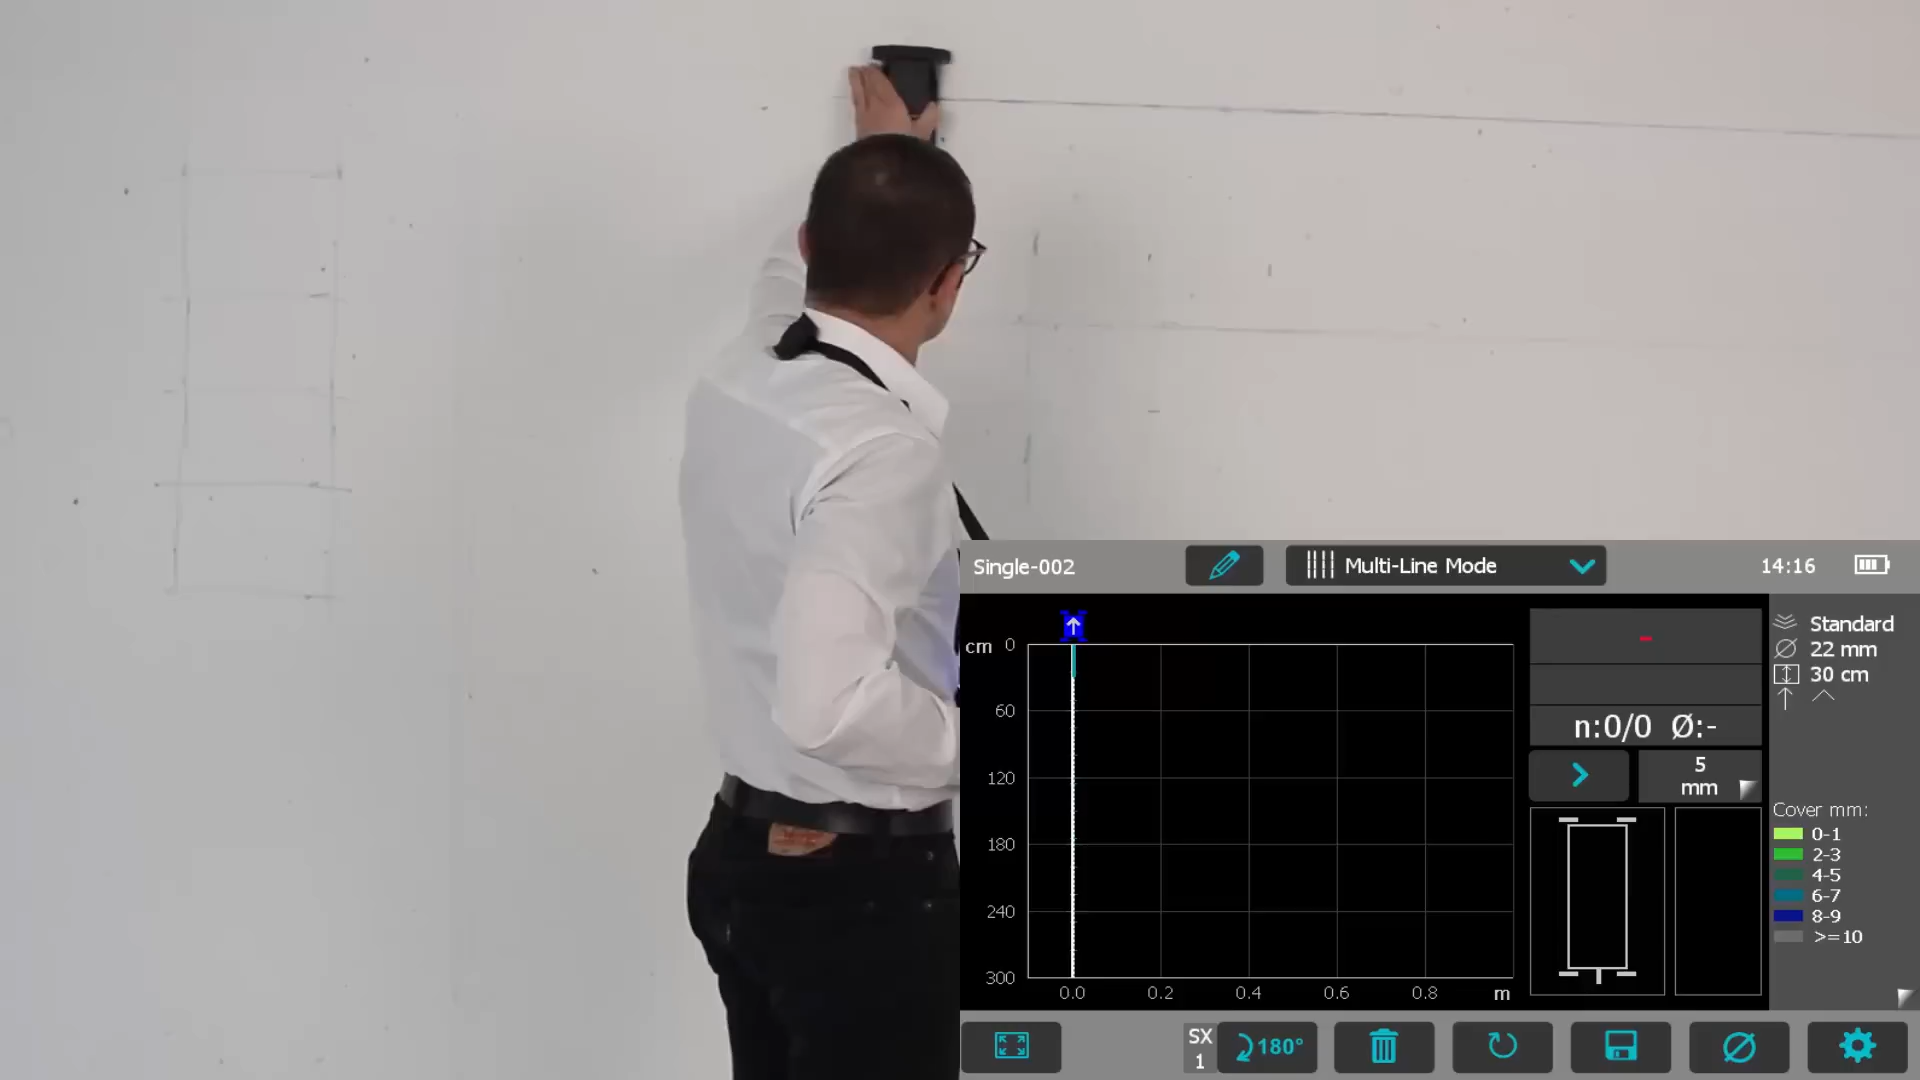 Single-002
Multi-Line Mode
14:16
cm 0
60
120
180
240
300
0.0 0.2 0.4 0.6 0.8 m
-
n:0/0 Ø:-
5
mm
Standard
22 mm
30 cm
Cover mm:
0-1
2-3
4-5
6-7
8-9
>=10
SX
1
180°